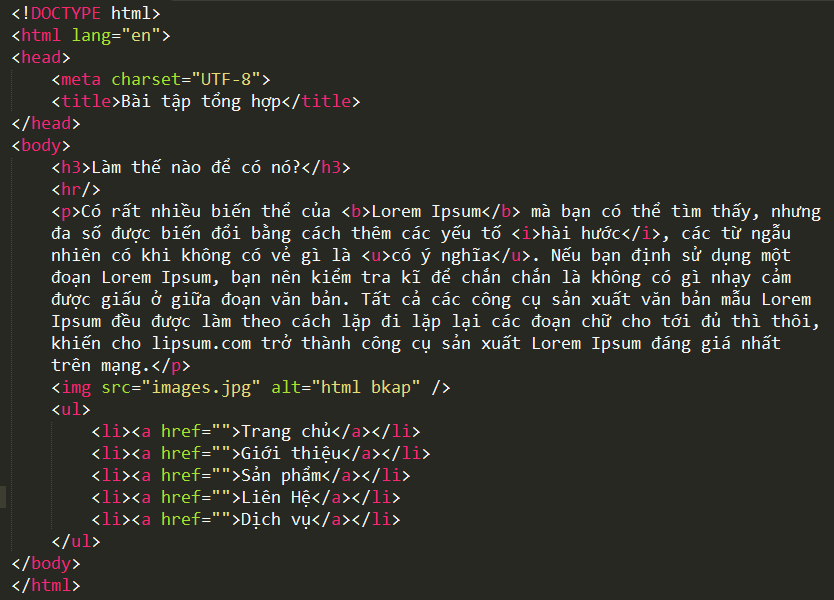 <!DOCTYPE html>
<html lang="en">
<head>
    <meta charset="UTF-8">
    <title>Bài tập tổng hợp</title>
</head>
<body>
    <h3>Làm thế nào để có nó?</h3>
    <hr/>
    <p>Có rất nhiều biến thể của <b>Lorem Ipsum</b> mà bạn có thể tìm thấy, nhưng
    đa số được biến đổi bằng cách thêm các yếu tố <i>hài hước</i>, các từ ngẫu
    nhiên có khi không có vẻ gì là <u>có ý nghĩa</u>. Nếu bạn định sử dụng một
    đoạn Lorem Ipsum, bạn nên kiểm tra kĩ để chắn chắn là không có gì nhạy cảm
    được giấu ở giữa đoạn văn bản. Tất cả các công cụ sản xuất văn bản mẫu Lorem
    Ipsum đều được làm theo cách lặp đi lặp lại các đoạn chữ cho tới đủ thì thôi,
    khiến cho lipsum.com trở thành công cụ sản xuất Lorem Ipsum đáng giá nhất
    trên mạng.</p>
    <img src="images.jpg" alt="html bkap" />
    <ul>
        <li><a href="">Trang chủ</a></li>
        <li><a href="">Giới thiệu</a></li>
        <li><a href="">Sản phẩm</a></li>
        <li><a href="">Liên Hệ</a></li>
        <li><a href="">Dịch vụ</a></li>
    </ul>
</body>
</html>